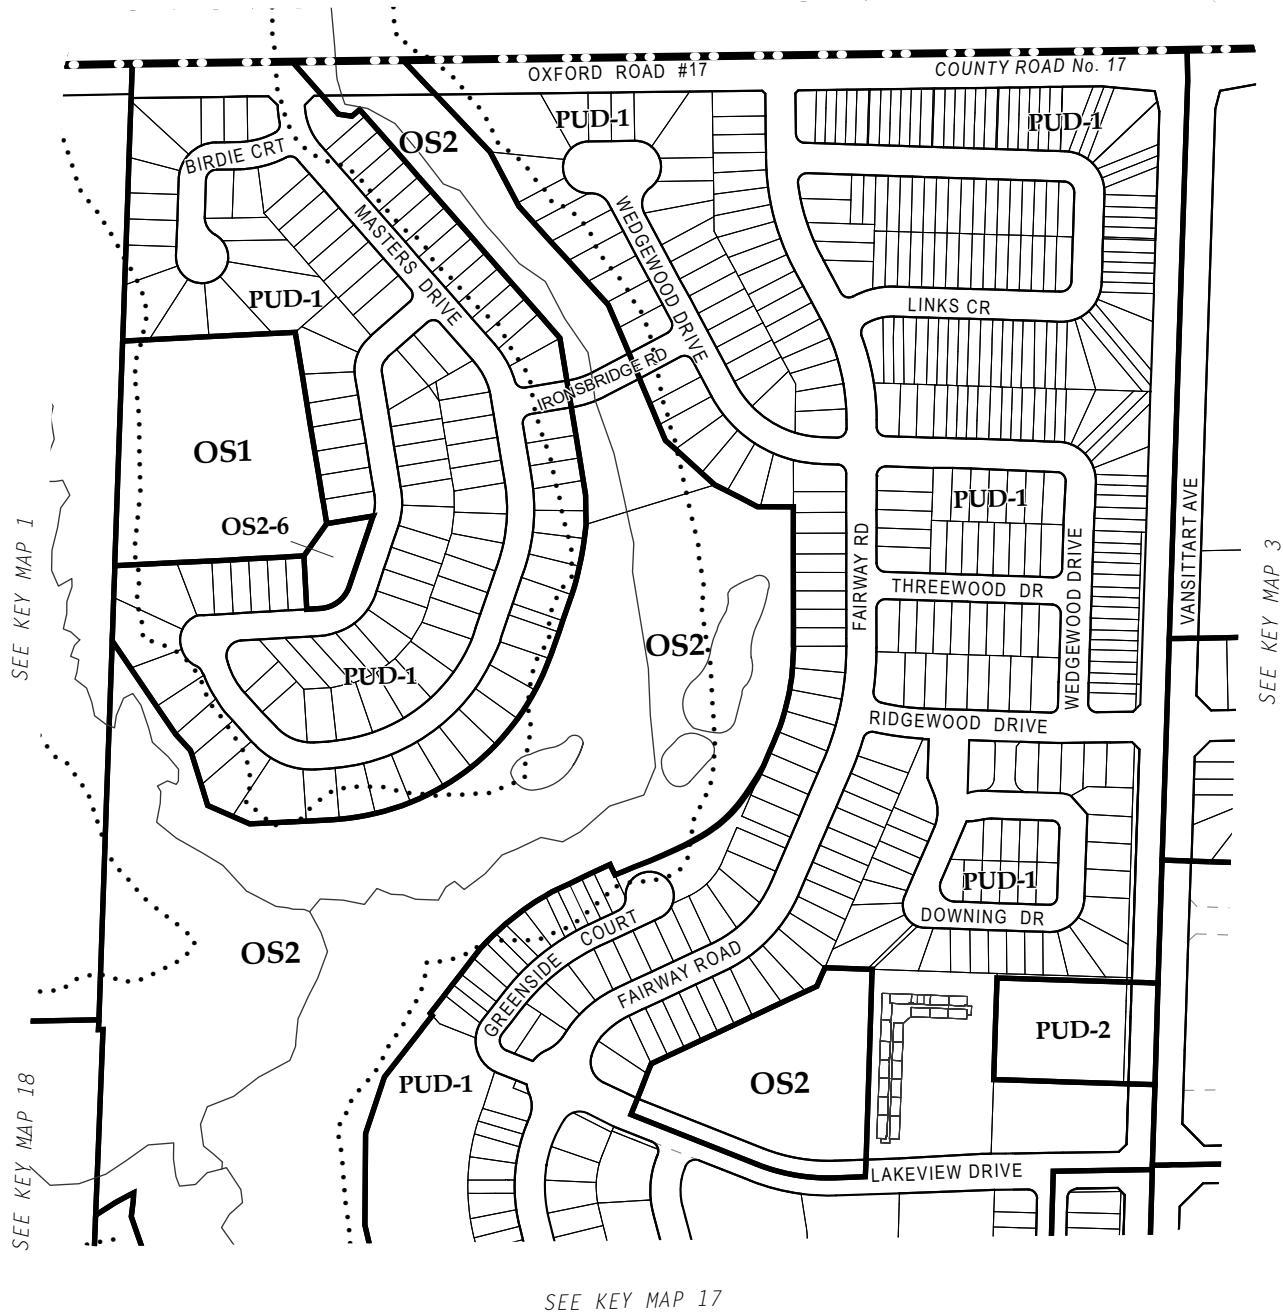 OXFORD ROAD #17
COUNTY ROAD No. 17
PUD-1
PUD-1
OS2
BIRDIE CRT
WEDGEWOOD DRIVE
MASTERS DRIVE
PUD-1
LINKS CR
IRONSBRIDGE RD
OS1
PUD-1
OS2-6
SEE KEY MAP 1
FAIRWAY RD
VANSITTART AVE
SEE KEY MAP 3
THREEWOOD DR
WEDGEWOOD DRIVE
OS2
PUD-1
RIDGEWOOD DRIVE
PUD-1
DOWNING DR
GREENSIDE COURT
OS2
FAIRWAY ROAD
PUD-2
PUD-1
OS2
SEE KEY MAP 18
LAKEVIEW DRIVE
SEE KEY MAP 17